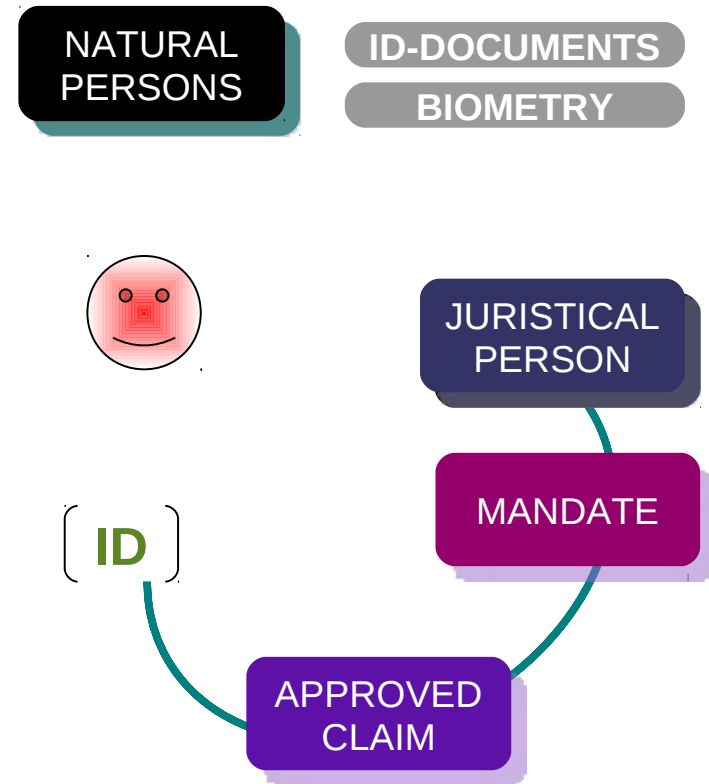 NATURAL
PERSONS
ID-DOCUMENTS
BIOMETRY
JURISTICAL
PERSON
MANDATE
ID
APPROVED
CLAIM